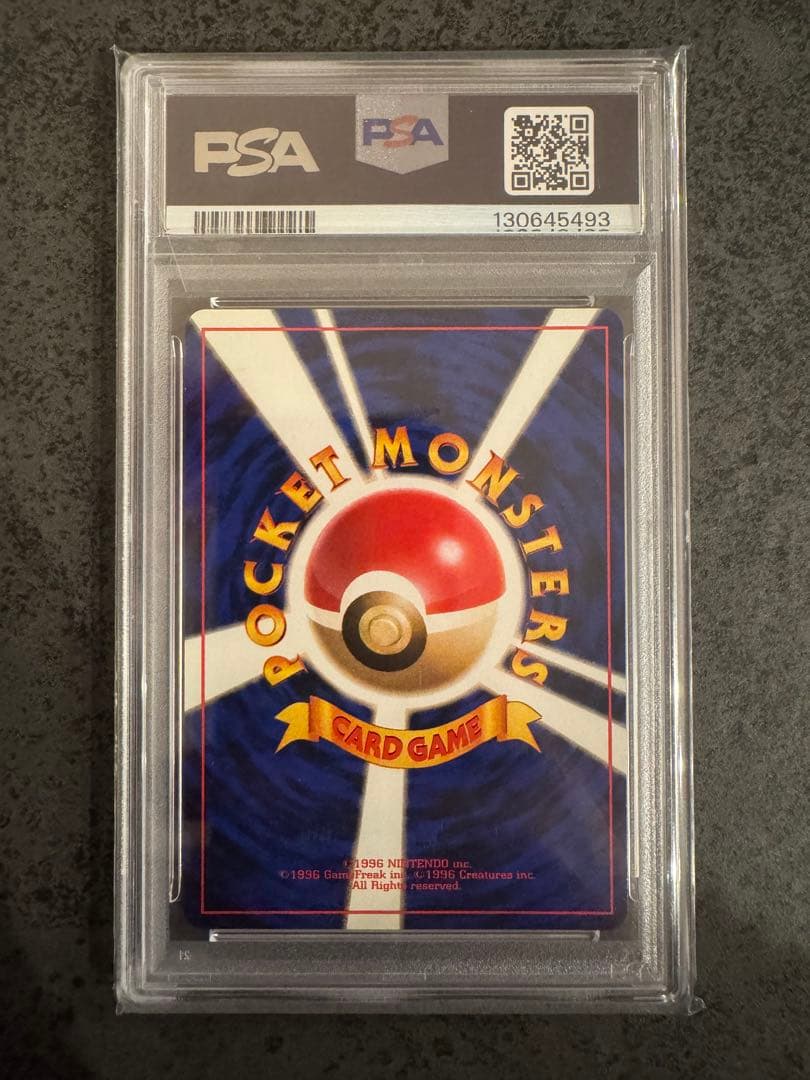 PSA
PSA
130645493
POCKET MONSTERS
CARD GAME
©1996 NINTENDO inc.
©1996 GameFreak inc. ©1996 Creatures inc.
All Rights reserved.
21